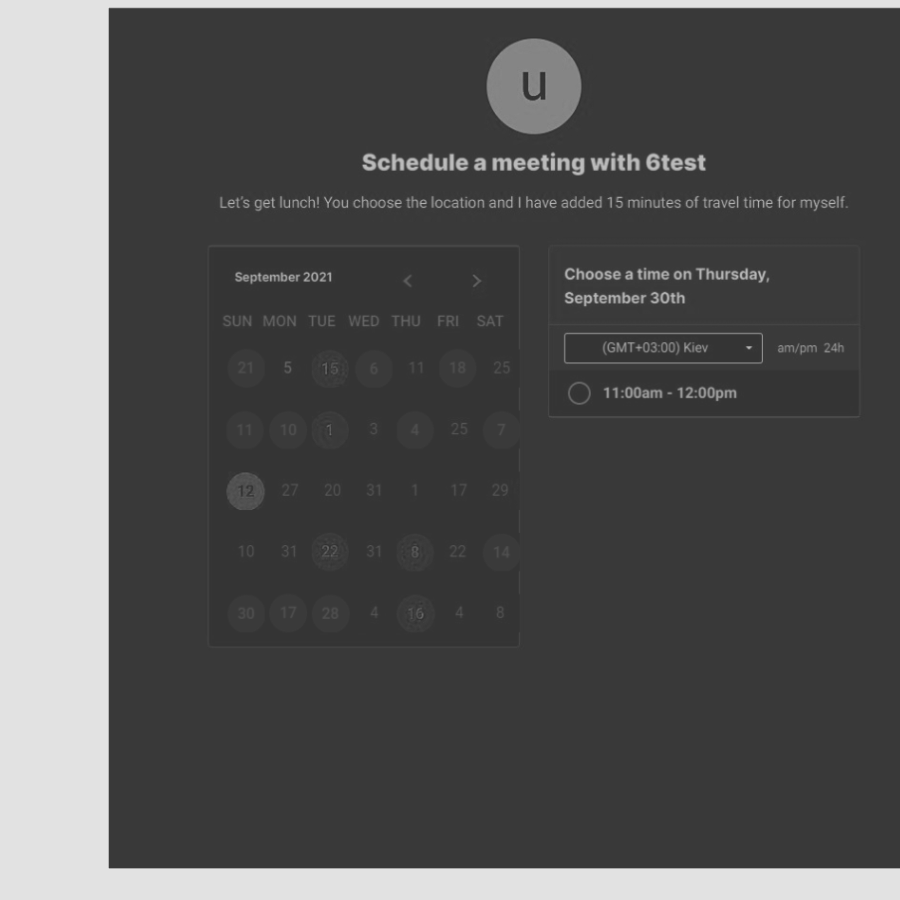 u
Schedule a meeting with 6test
Let's get lunch! You choose the location and I have added 15 minutes of travel time for myself.
September 2021
SUN MON TUE WED THU FRI SAT
21 5 15 6 11 18 25
11 10 1 3 4 25 7
12 27 20 31 1 17 29
10 31 22 31 8 22 14
30 17 28 4 16 4 8
Choose a time on Thursday,
September 30th
(GMT+03:00) Kiev am/pm 24h
11:00am - 12:00pm